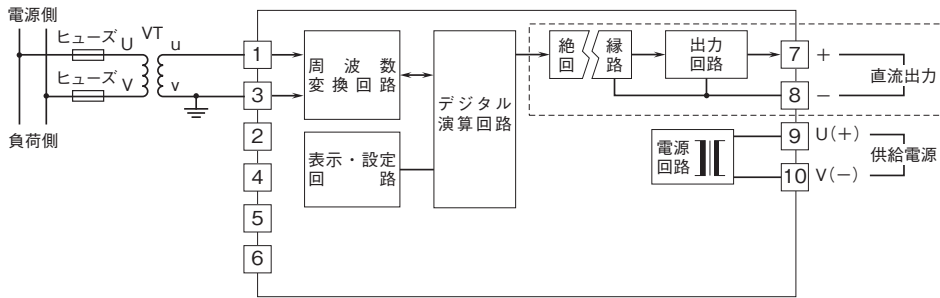 電源側
ヒューズ U VT u
ヒューズ V v
負荷側
1
3
2
4
5
6
周波数
変換回路
表示・設定
回路
デジタル
演算回路
絶縁
回路
出力
回路
7 +
8 −
直流出力
電源
回路
9 U(+)
10 V(−)
供給電源